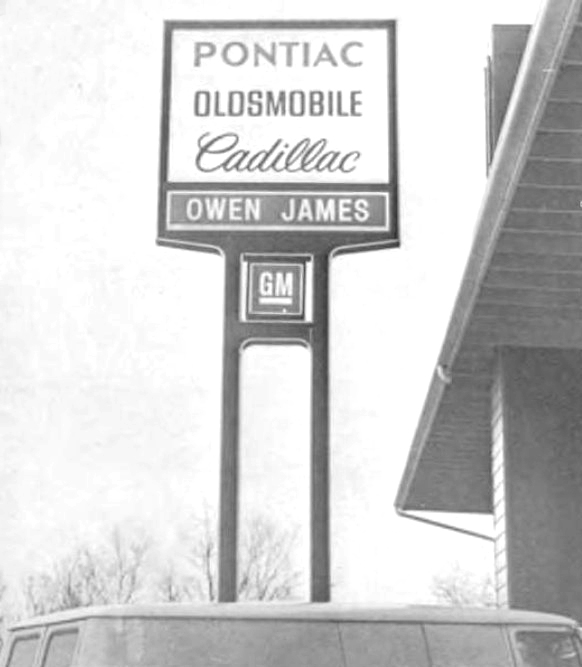 PONTIAC
OLDSMOBILE
Cadillac
OWEN JAMES
GM